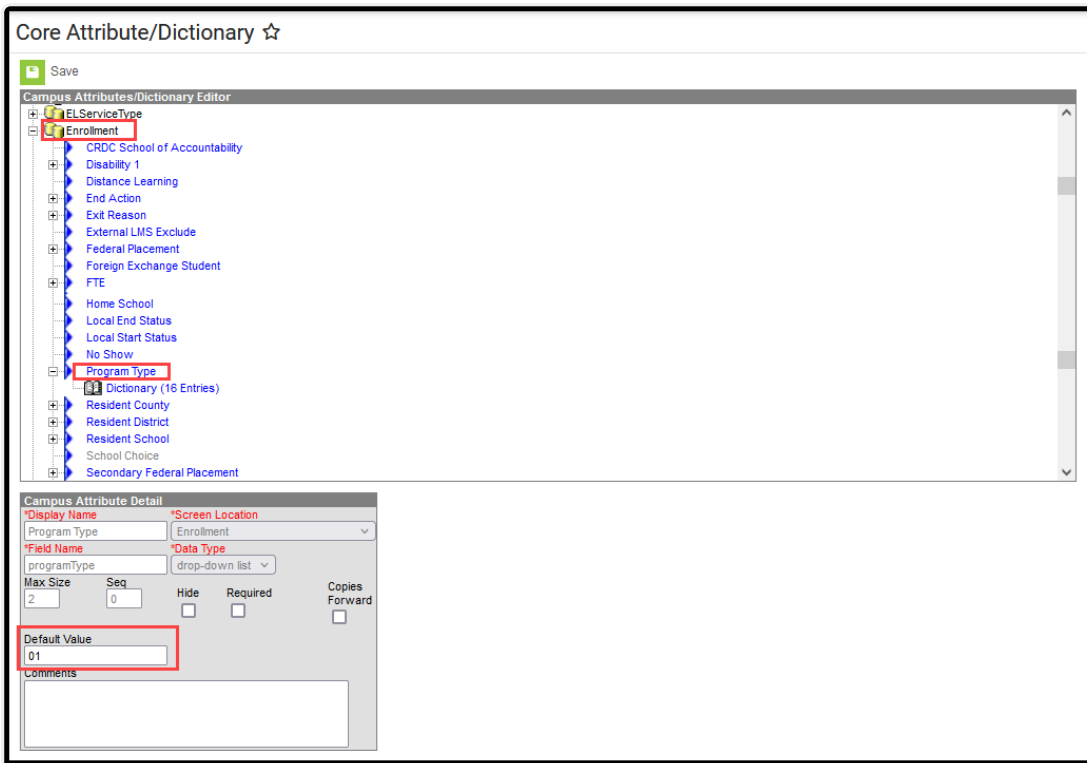 Core Attribute/Dictionary
Save
Campus Attributes/Dictionary Editor
ELServiceType
Enrollment
CRDC School of Accountability
Disability 1
Distance Learning
End Action
Exit Reason
External LMS Exclude
Federal Placement
Foreign Exchange Student
FTE
Home School
Local End Status
Local Start Status
No Show
Program Type
Dictionary (16 Entries)
Resident County
Resident District
Resident School
School Choice
Secondary Federal Placement
Campus Attribute Detail
*Display Name *Screen Location
Program Type Enrollment
*Field Name *Data Type
programType drop-down list
Max Size Seq Hide Required Copies Forward
2 0
Default Value
01
Comments